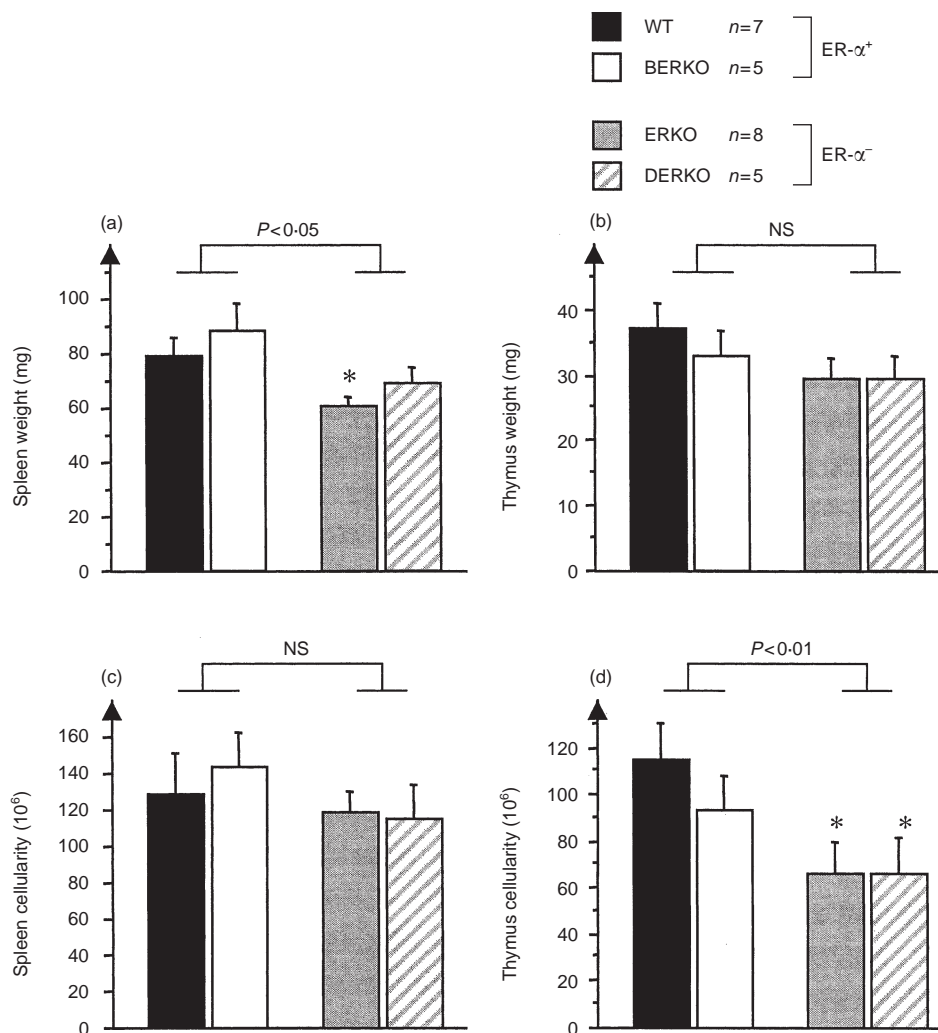 WT n=7
BERKO n=5
ER-α⁺
ERKO n=8
DERKO n=5
ER-α⁻
(a)
P<0·05
100
80
60
40
20
0
Spleen weight (mg)
*
(b)
NS
40
30
20
10
0
Thymus weight (mg)
(c)
NS
160
140
120
100
80
60
40
20
0
Spleen cellularity (10⁶)
(d)
P<0·01
120
100
80
60
40
20
0
Thymus cellularity (10⁶)
* *